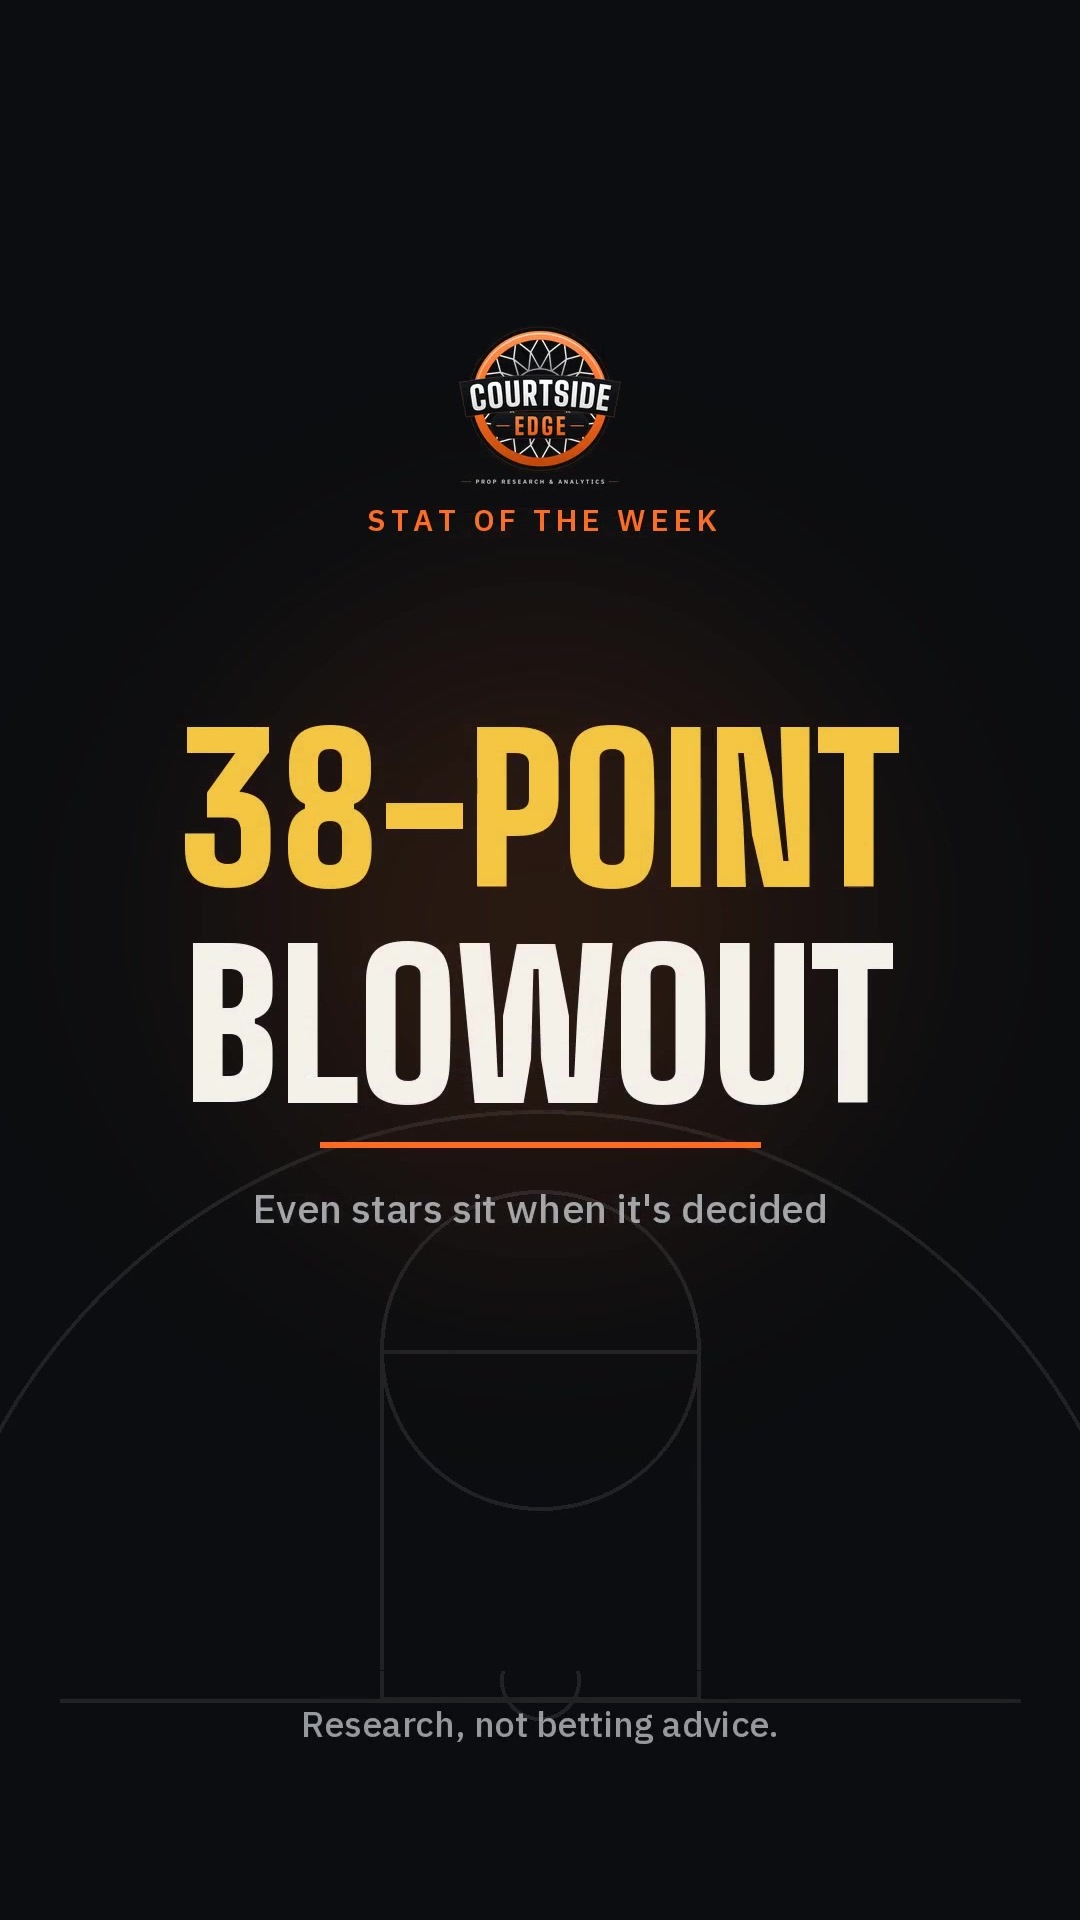 COURTSIDE
EDGE
PROP RESEARCH & ANALYTICS
STAT OF THE WEEK
38-POINT
BLOWOUT
Even stars sit when it's decided
Research, not betting advice.